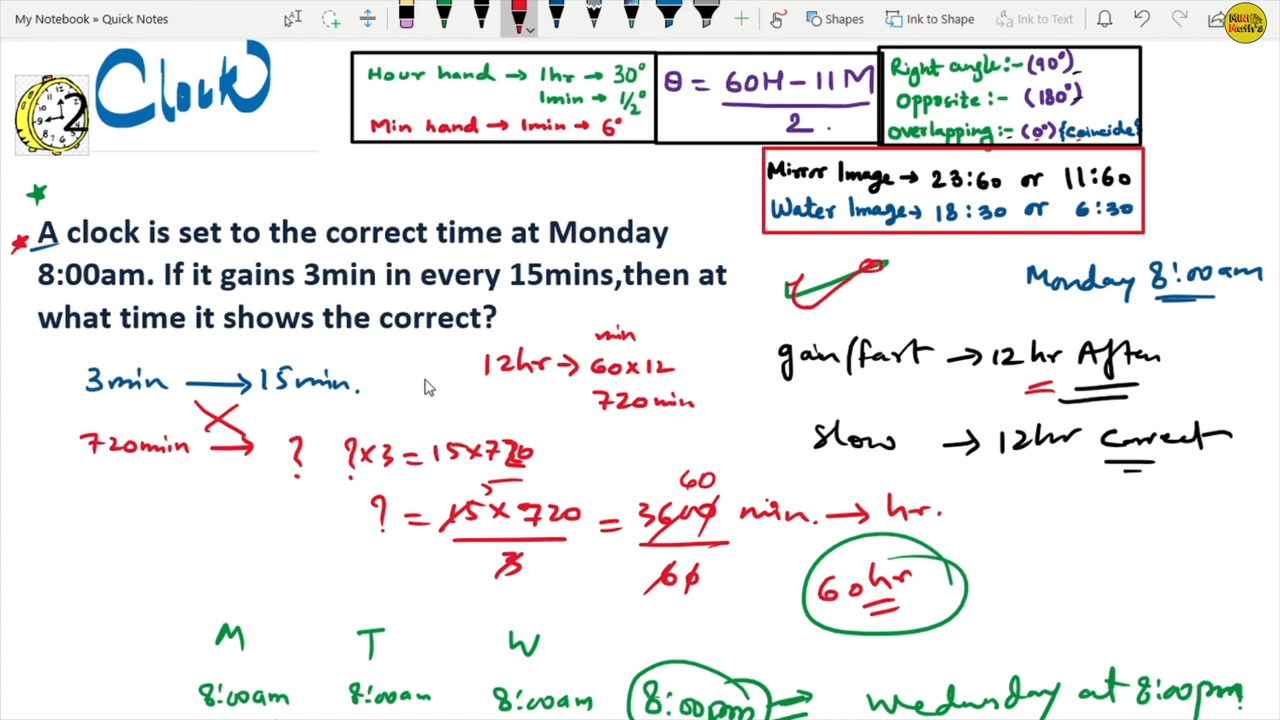 My Notebook » Quick Notes
Shapes
Ink to Shape
Ink to Text
Mini Math's
Clock
2
Hour hand → 1hr → 30°
1min → 1/2°
Min hand → 1min → 6°
θ = 60H - 11M / 2 .
Right angle:- (90°)
Opposite :- (180°)
Overlapping :- (0°) {Coincide}
Mirror Image → 23:60 or 11:60
Water Image → 18:30 or 6:30
A clock is set to the correct time at Monday
8:00am. If it gains 3min in every 15mins,then at
what time it shows the correct?
Monday 8:00am
gain/fast → 12 hr After
slow → 12hr Correct
3min → 15min.
12hr → 60×12 min
720min
720min → ?
?×3 = 15×720
? = 15×720 / 3 = 3600 / 60 min. → hr.
5
60
60hr
M T W
8:00am 8:00am 8:00am 8:00pm ⇒ Wednesday at 8:00pm